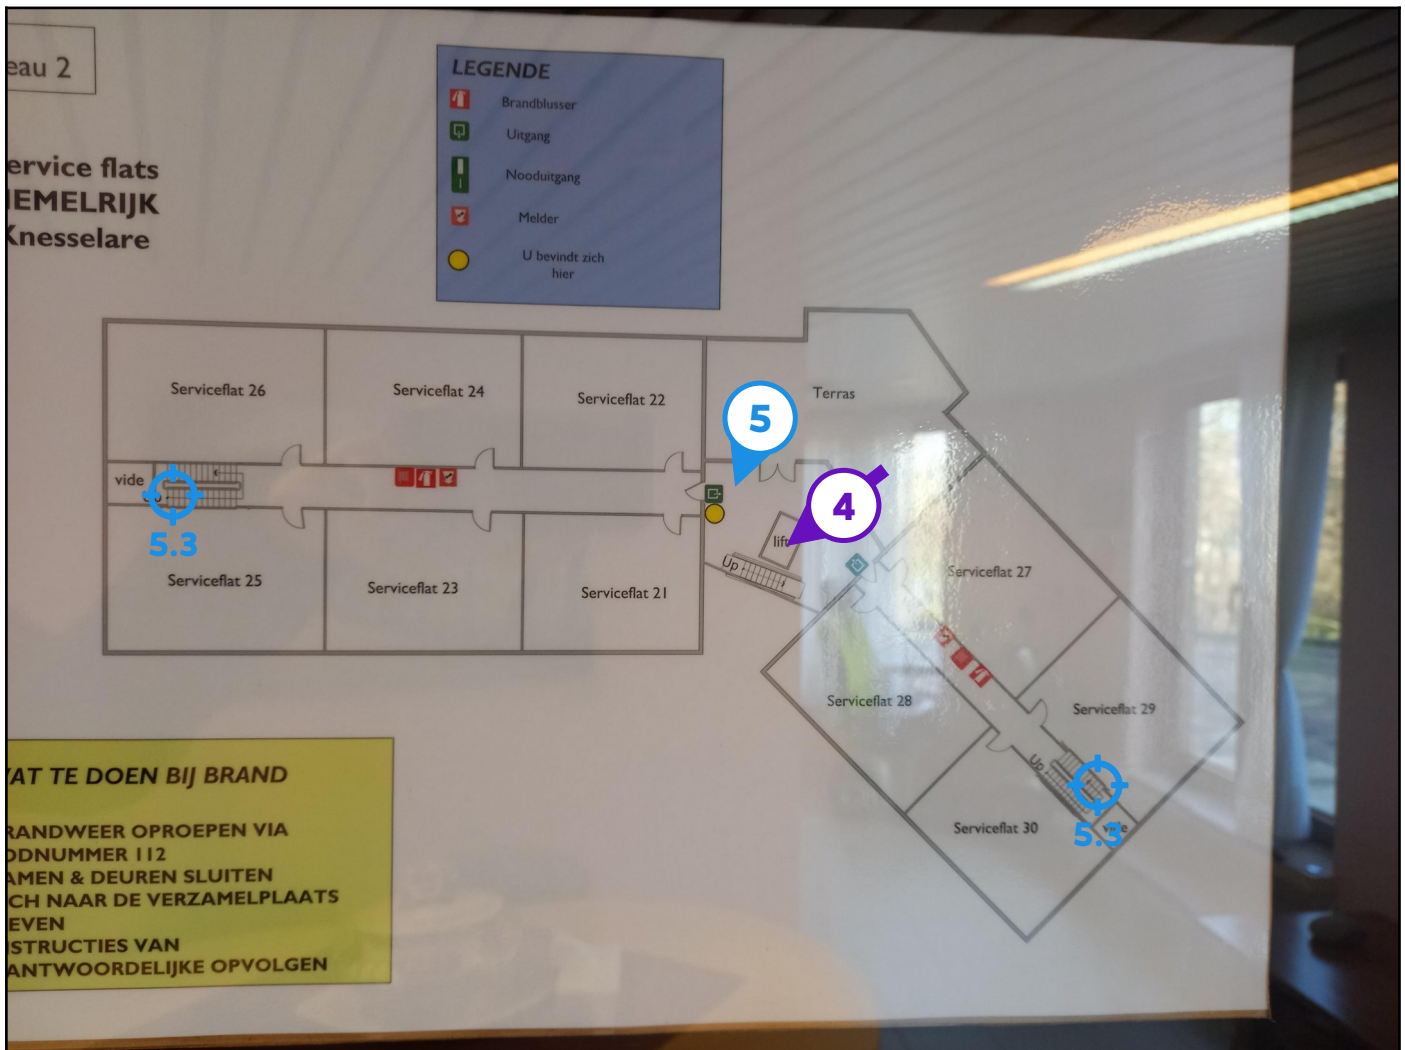 eau 2
ervice flats
IEMELRIJK
Knesselare
LEGENDE
Brandblusser
Uitgang
Nooduitgang
Melder
U bevindt zich
hier
Serviceflat 26
Serviceflat 24
Serviceflat 22
Terras
5
vide
5.3
4
lift
Up
Serviceflat 25
Serviceflat 23
Serviceflat 21
Serviceflat 27
Serviceflat 28
Serviceflat 29
Up
Serviceflat 30
5.3
vide
AT TE DOEN BIJ BRAND
RANDWEER OPROEPEN VIA
ODNUMMER 112
AMEN & DEUREN SLUITEN
CH NAAR DE VERZAMELPLAATS
EVEN
ISTRUCTIES VAN
ANTWOORDELIJKE OPVOLGEN